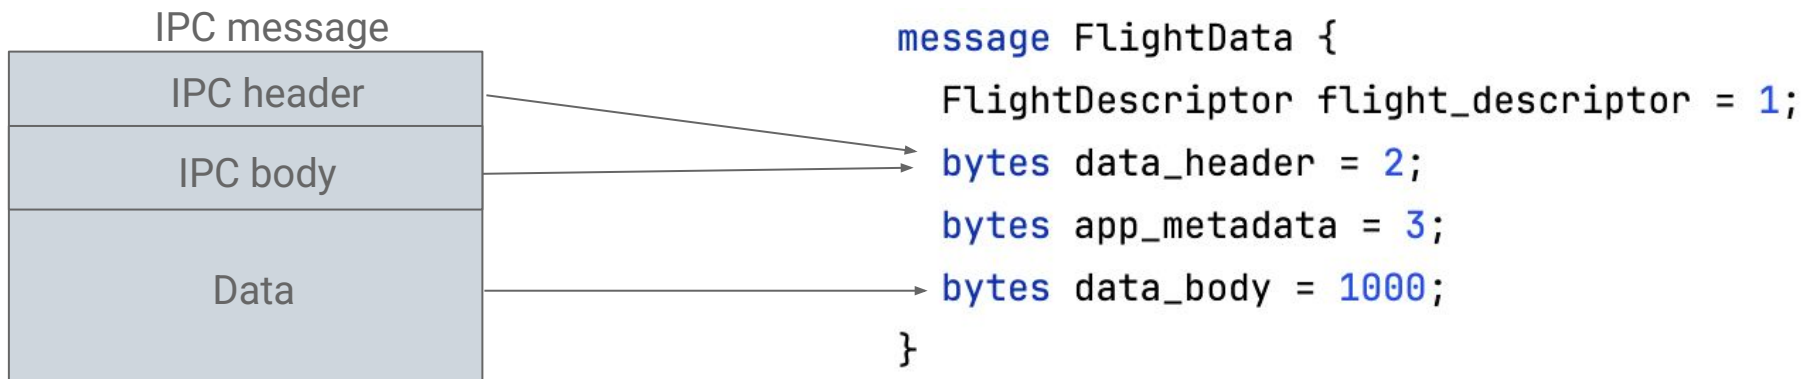 IPC message
IPC header
IPC body
Data
message FlightData {
FlightDescriptor flight_descriptor = 1;
bytes data_header = 2;
bytes app_metadata = 3;
bytes data_body = 1000;
}